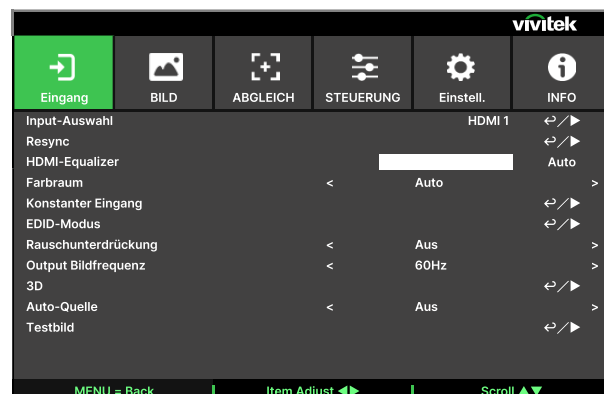 vivitek
Eingang BILD ABGLEICH STEUERUNG Einstell. INFO
Input-Auswahl HDMI 1 ↩/▶
Resync ↩/▶
HDMI-Equalizer Auto
Farbraum < Auto >
Konstanter Eingang ↩/▶
EDID-Modus ↩/▶
Rauschunterdrückung < Aus >
Output Bildfrequenz < 60Hz >
3D ↩/▶
Auto-Quelle < Aus >
Testbild ↩/▶
MENU = Back Item Adjust ◀▶ Scroll ▲▼